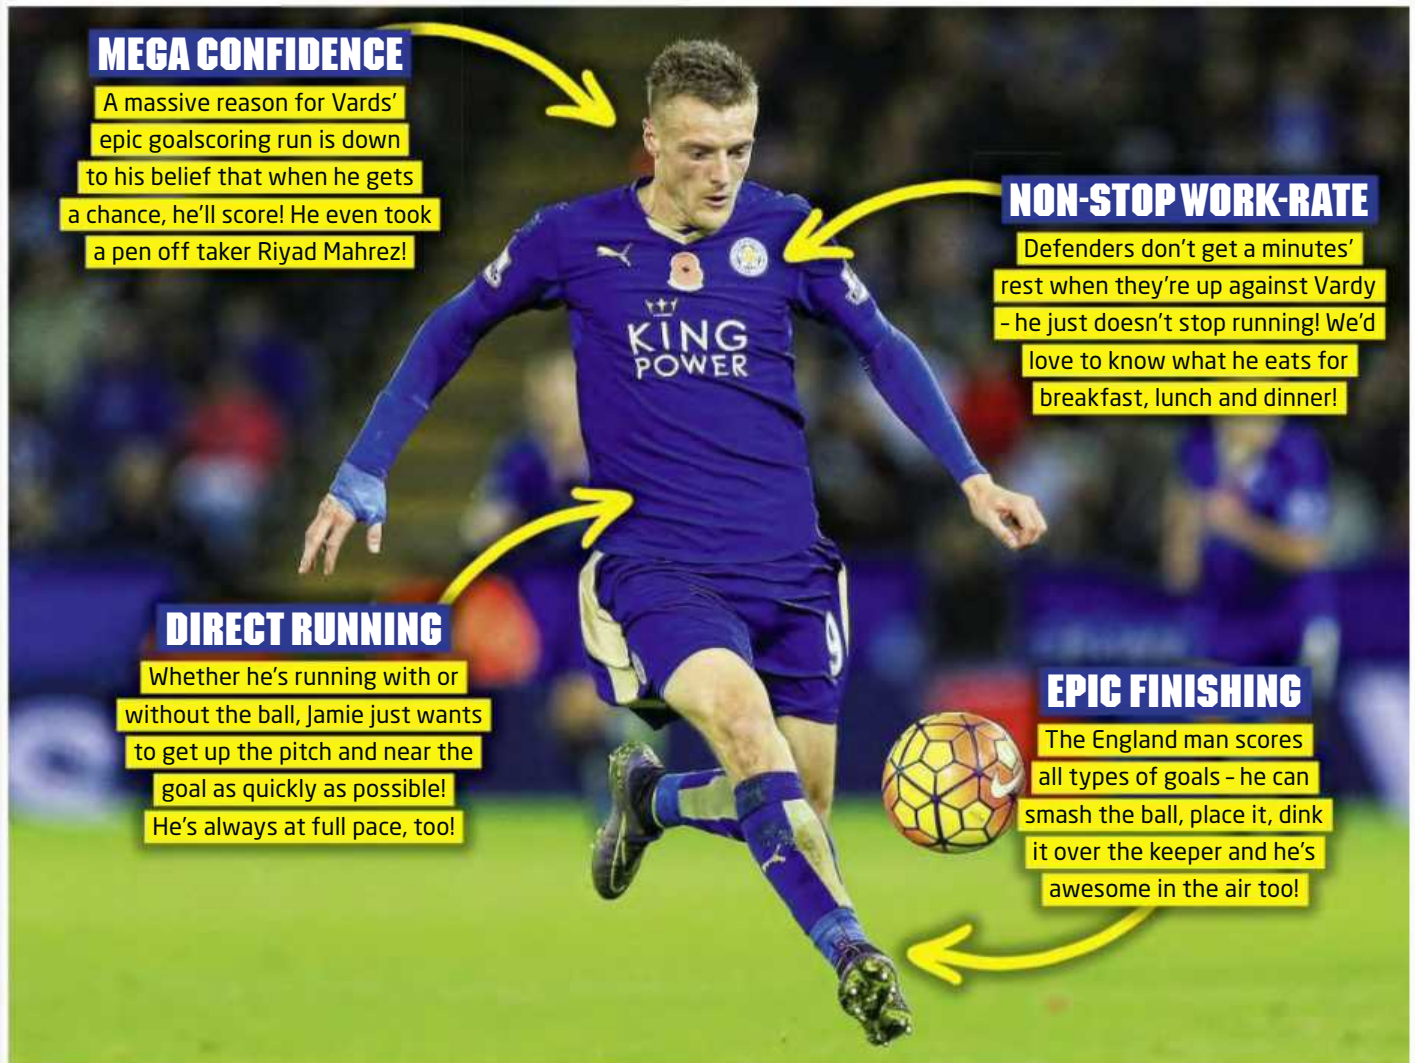 MEGA CONFIDENCE
A massive reason for Vards'
epic goalscoring run is down
to his belief that when he gets
a chance, he'll score! He even took
a pen off taker Riyad Mahrez!
NON-STOP WORK-RATE
Defenders don't get a minutes'
rest when they're up against Vardy
– he just doesn't stop running! We'd
love to know what he eats for
breakfast, lunch and dinner!
KING
POWER
DIRECT RUNNING
Whether he's running with or
without the ball, Jamie just wants
to get up the pitch and near the
goal as quickly as possible!
He's always at full pace, too!
9
EPIC FINISHING
The England man scores
all types of goals – he can
smash the ball, place it, dink
it over the keeper and he's
awesome in the air too!